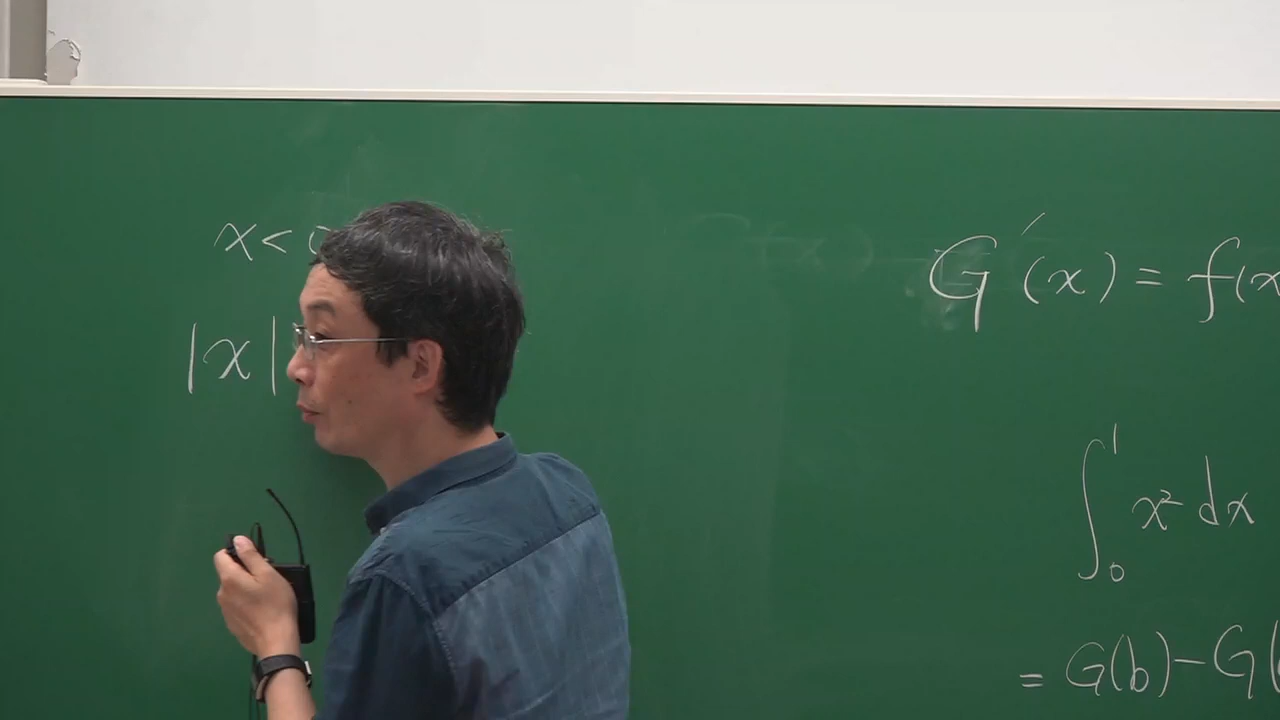 x <
|x|
G'(x) = f(x
∫₀¹ x² dx
= G(b) - G(